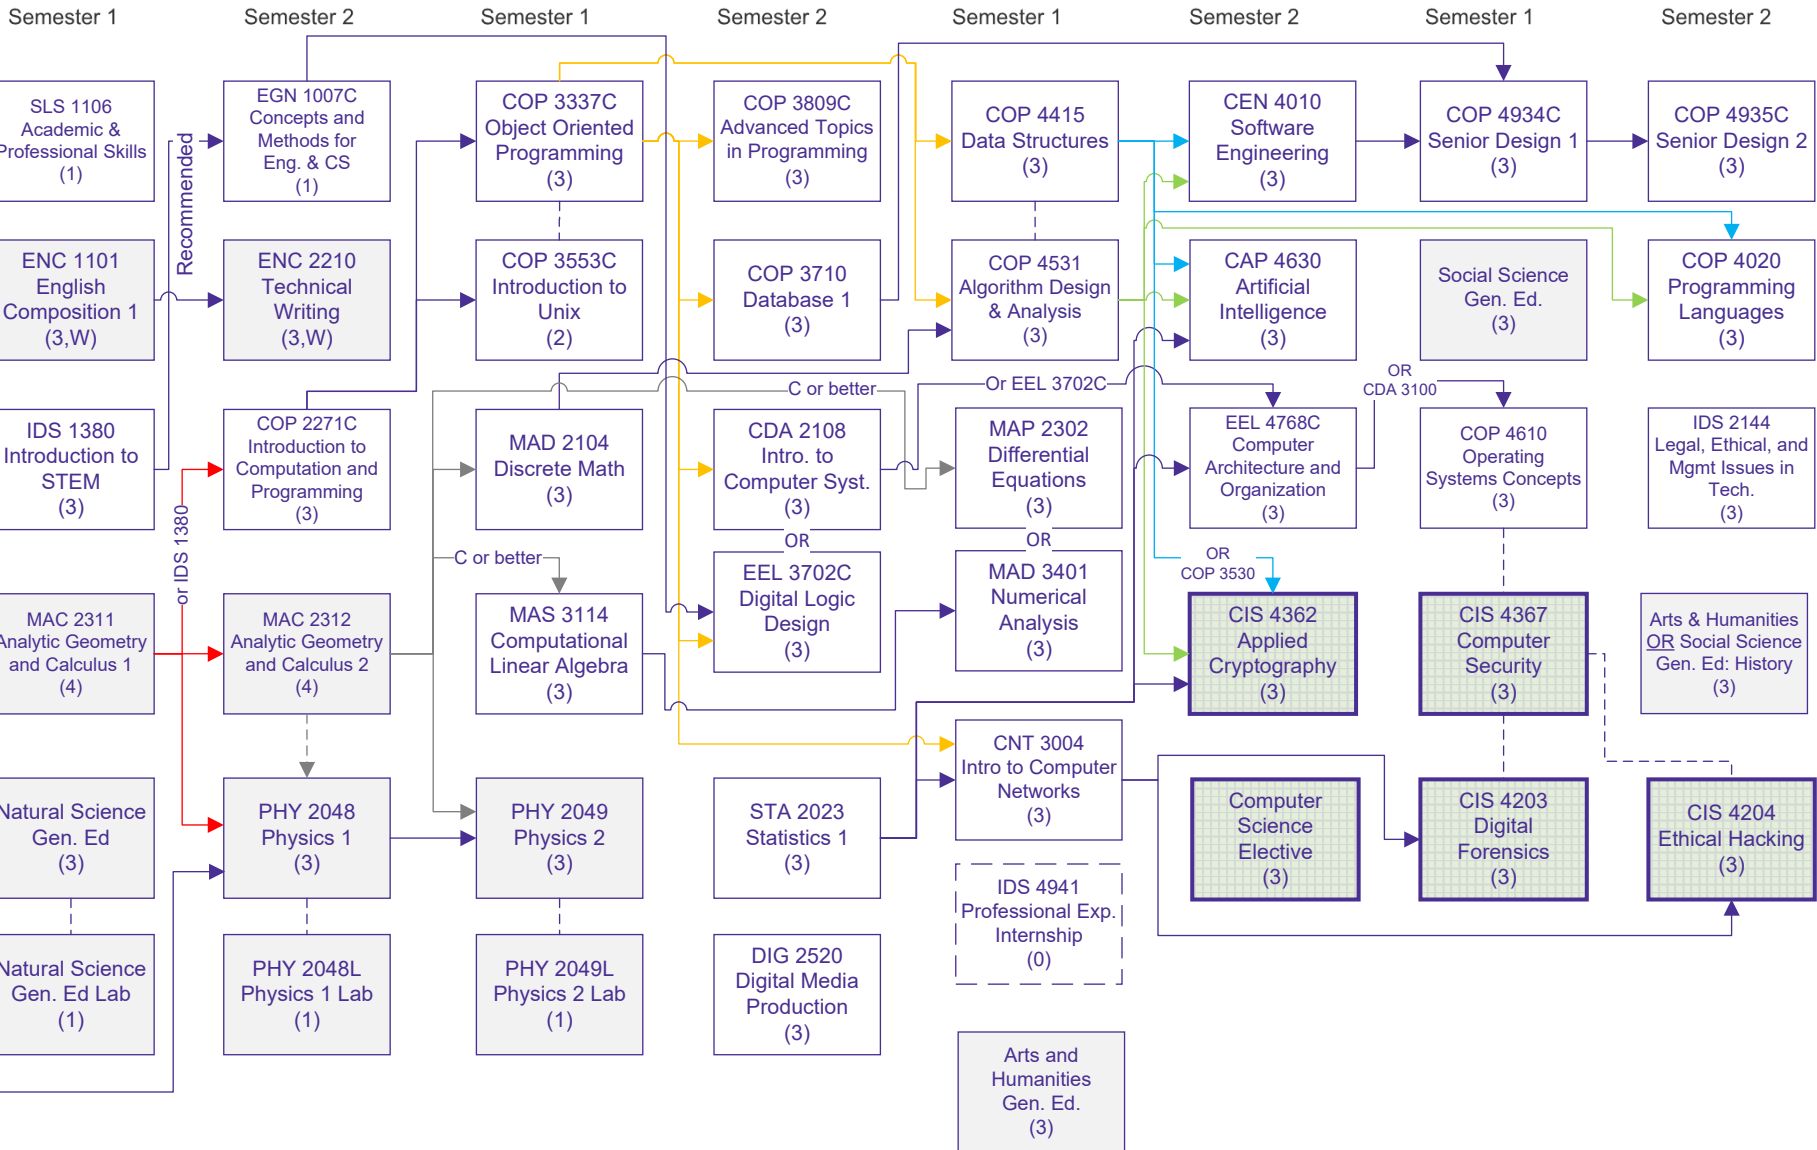 Semester 1
Semester 2
Semester 1
Semester 2
Semester 1
Semester 2
Semester 1
Semester 2
SLS 1106
Academic &
Professional Skills
(1)
Recommended
EGN 1007C
Concepts and
Methods for
Eng. & CS
(1)
COP 3337C
Object Oriented
Programming
(3)
COP 3809C
Advanced Topics
in Programming
(3)
COP 4415
Data Structures
(3)
CEN 4010
Software
Engineering
(3)
COP 4934C
Senior Design 1
(3)
COP 4935C
Senior Design 2
(3)
ENC 1101
English
Composition 1
(3,W)
ENC 2210
Technical
Writing
(3,W)
COP 3553C
Introduction to
Unix
(2)
COP 3710
Database 1
(3)
COP 4531
Algorithm Design
& Analysis
(3)
CAP 4630
Artificial
Intelligence
(3)
Social Science
Gen. Ed.
(3)
COP 4020
Programming
Languages
(3)
C or better
Or EEL 3702C
OR
CDA 3100
IDS 1380
Introduction to
STEM
(3)
or IDS 1380
COP 2271C
Introduction to
Computation and
Programming
(3)
MAD 2104
Discrete Math
(3)
CDA 2108
Intro. to
Computer Syst.
(3)
OR
MAP 2302
Differential
Equations
(3)
OR
EEL 4768C
Computer
Architecture and
Organization
(3)
COP 4610
Operating
Systems Concepts
(3)
IDS 2144
Legal, Ethical, and
Mgmt Issues in
Tech.
(3)
C or better
OR
COP 3530
MAC 2311
Analytic Geometry
and Calculus 1
(4)
MAC 2312
Analytic Geometry
and Calculus 2
(4)
MAS 3114
Computational
Linear Algebra
(3)
EEL 3702C
Digital Logic
Design
(3)
MAD 3401
Numerical
Analysis
(3)
CIS 4362
Applied
Cryptography
(3)
CIS 4367
Computer
Security
(3)
Arts & Humanities
OR Social Science
Gen. Ed: History
(3)
Natural Science
Gen. Ed
(3)
PHY 2048
Physics 1
(3)
PHY 2049
Physics 2
(3)
STA 2023
Statistics 1
(3)
CNT 3004
Intro to Computer
Networks
(3)
Computer
Science
Elective
(3)
CIS 4203
Digital
Forensics
(3)
CIS 4204
Ethical Hacking
(3)
IDS 4941
Professional Exp.
Internship
(0)
Natural Science
Gen. Ed Lab
(1)
PHY 2048L
Physics 1 Lab
(1)
PHY 2049L
Physics 2 Lab
(1)
DIG 2520
Digital Media
Production
(3)
Arts and
Humanities
Gen. Ed.
(3)